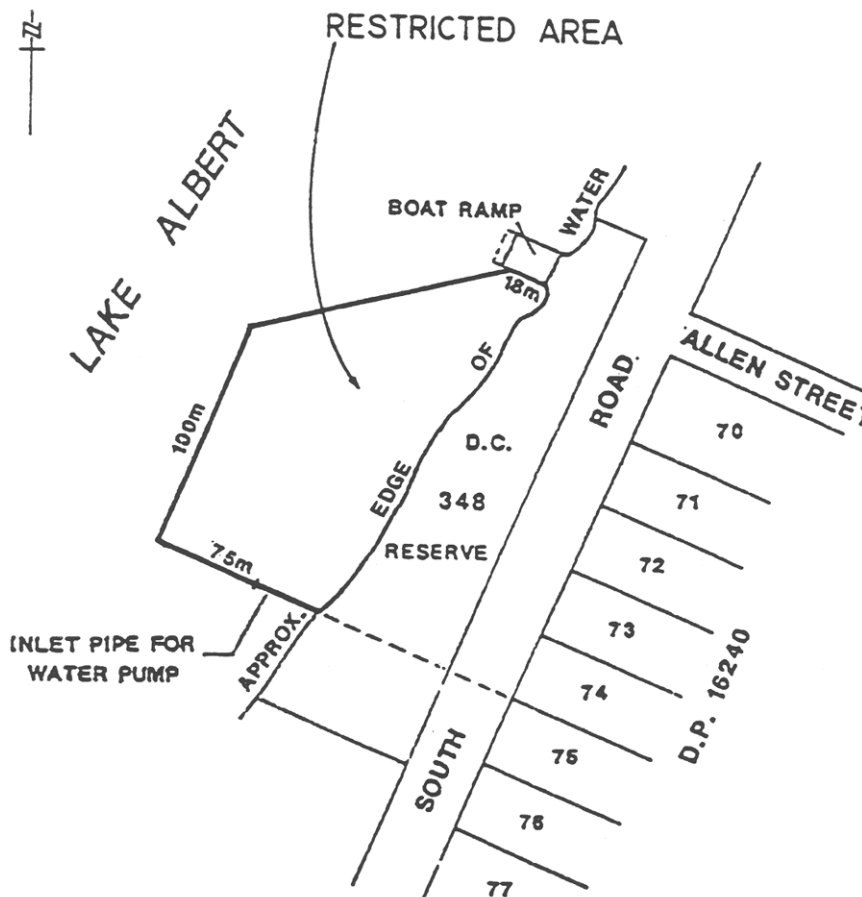 RESTRICTED AREA
LAKE ALBERT
BOAT RAMP
WATER
18m
ALLEN STREET
ROAD.
OF
100m
D.C.
348
RESERVE
EDGE
70
71
72
73
74
75
76
77
75m
INLET PIPE FOR
WATER PUMP
APPROX.
SOUTH
D.P. 16240